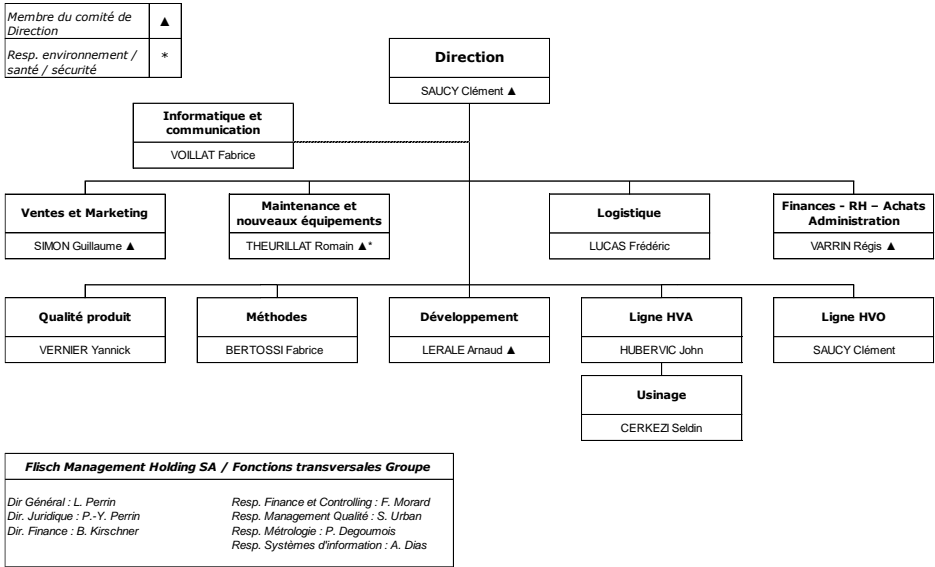 Membre du comité de
Direction
▲
Resp. environnement /
santé / sécurité
*
Direction
SAUCY Clément ▲
Informatique et
communication
VOILLAT Fabrice
Ventes et Marketing
SIMON Guillaume ▲
Maintenance et
nouveaux équipements
THEURILLAT Romain ▲*
Logistique
LUCAS Frédéric
Finances - RH – Achats
Administration
VARRIN Régis ▲
Qualité produit
VERNIER Yannick
Méthodes
BERTOSSI Fabrice
Développement
LERALE Arnaud ▲
Ligne HVA
HUBERVIC John
Ligne HVO
SAUCY Clément
Usinage
CERKEZI Seldin
Flisch Management Holding SA / Fonctions transversales Groupe
Dir Général : L. Perrin
Dir. Juridique : P.-Y. Perrin
Dir. Finance : B. Kirschner
Resp. Finance et Controlling : F. Morard
Resp. Management Qualité : S. Urban
Resp. Métrologie : P. Degoumois
Resp. Systèmes d'information : A. Dias